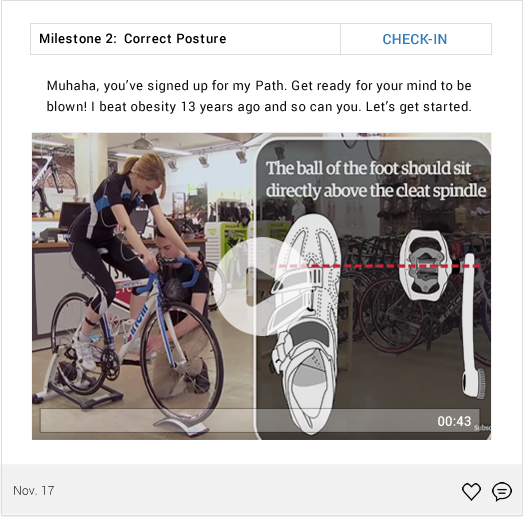 Milestone 2: Correct Posture
CHECK-IN
Muhaha, you've signed up for my Path. Get ready for your mind to be
blown! I beat obesity 13 years ago and so can you. Let's get started.
The ball of the foot should sit
directly above the cleat spindle
00:43
Nov. 17